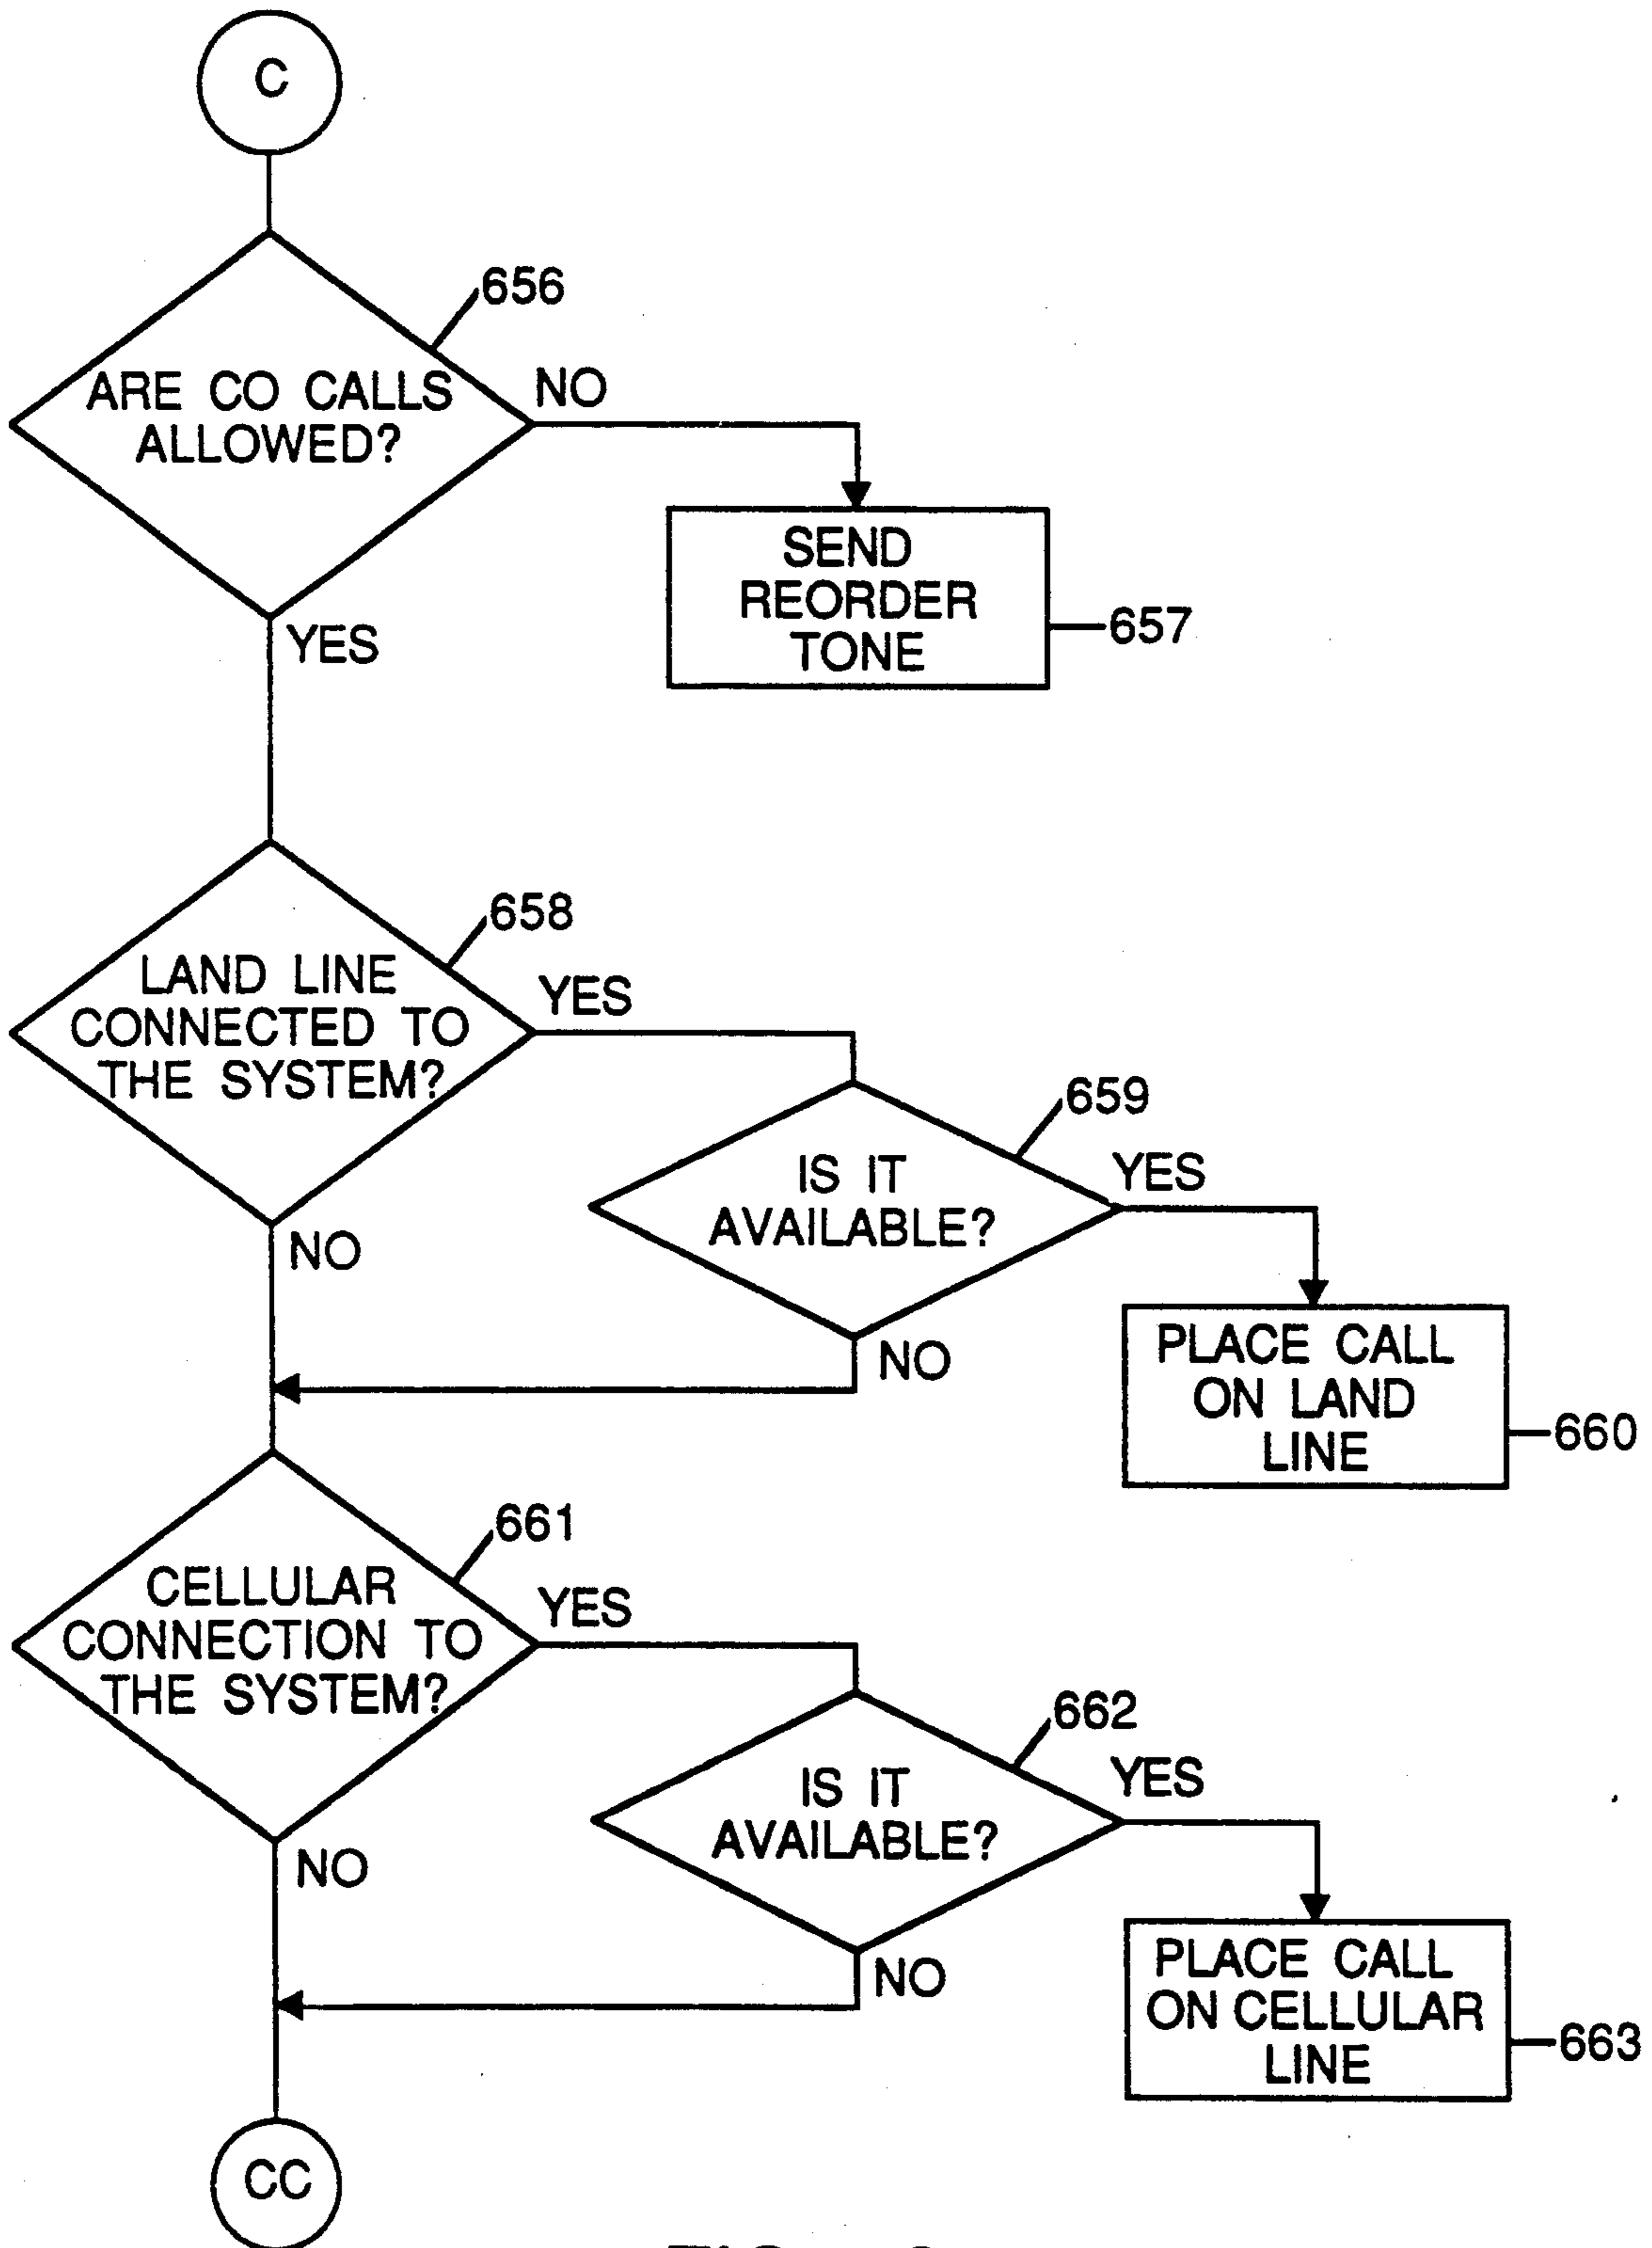 C
656
ARE CO CALLS
ALLOWED?
NO
SEND
REORDER
TONE
657
YES
658
LAND LINE
CONNECTED TO
THE SYSTEM?
YES
659
IS IT
AVAILABLE?
YES
NO
NO
PLACE CALL
ON LAND
LINE
660
661
CELLULAR
CONNECTION TO
THE SYSTEM?
YES
662
IS IT
AVAILABLE?
YES
NO
NO
PLACE CALL
ON CELLULAR
LINE
663
CC